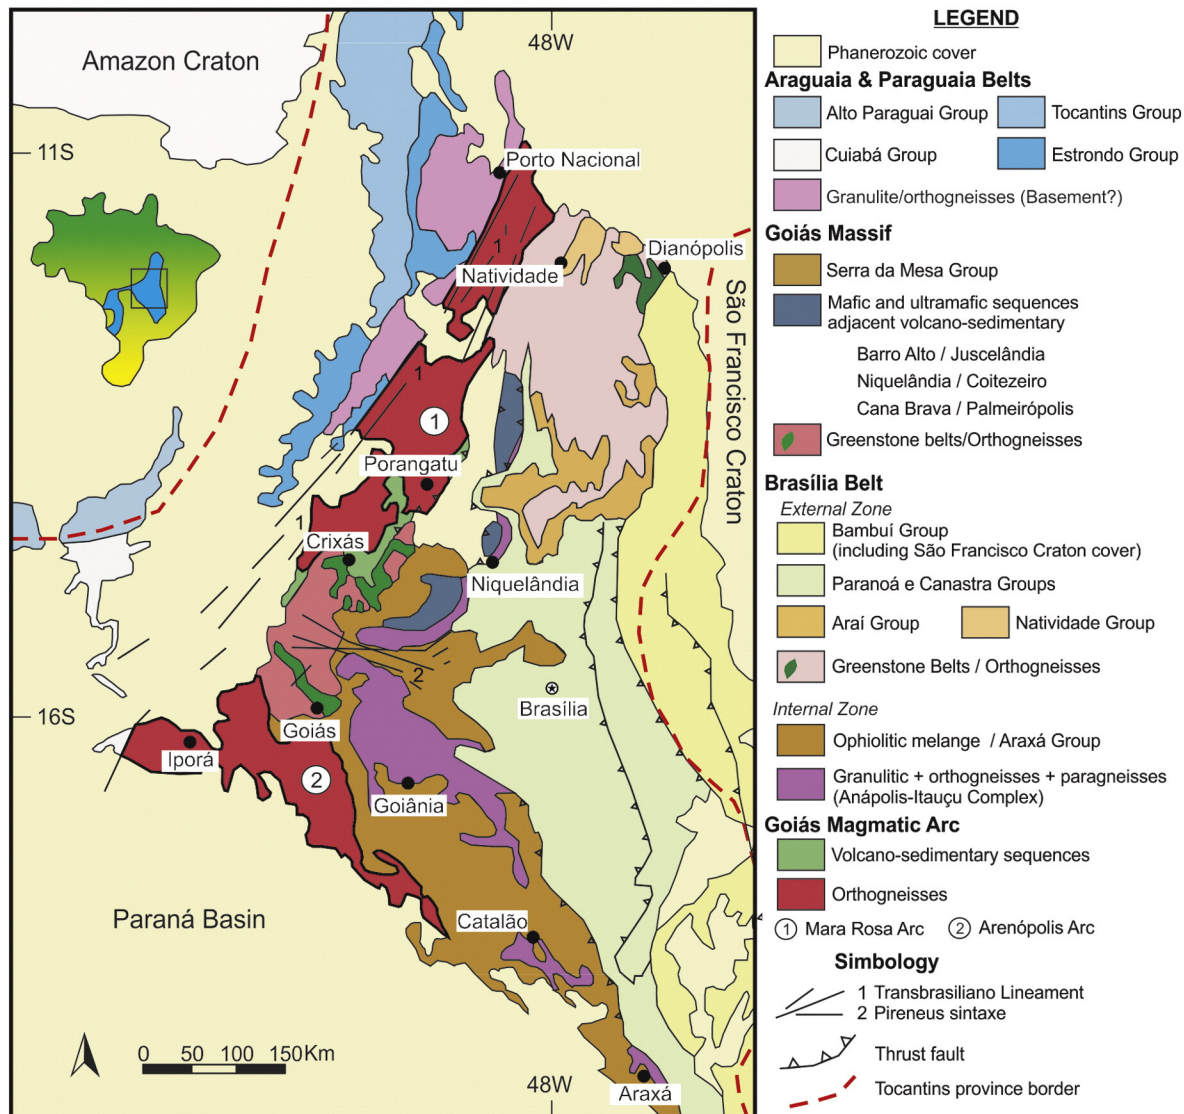 Amazon Craton
48W
11S
Porto Nacional
Dianópolis
1
Natividade
São Francisco Craton
1
1
Porangatu
1
Crixás
Niquelândia
2
Brasília
16S
Goiás
Iporá
2
Goiânia
Paraná Basin
Catalão
0 50 100 150Km
48W
Araxá
LEGEND
Phanerozoic cover
Araguaia & Paraguaia Belts
Alto Paraguai Group
Tocantins Group
Cuiabá Group
Estrondo Group
Granulite/orthogneisses (Basement?)
Goiás Massif
Serra da Mesa Group
Mafic and ultramafic sequences
adjacent volcano-sedimentary
Barro Alto / Juscelândia
Niquelândia / Coitezeiro
Cana Brava / Palmeirópolis
Greenstone belts/Orthogneisses
Brasília Belt
External Zone
Bambuí Group
(including São Francisco Craton cover)
Paranoá e Canastra Groups
Araí Group
Natividade Group
Greenstone Belts / Orthogneisses
Internal Zone
Ophiolitic melange / Araxá Group
Granulitic + orthogneisses + paragneisses
(Anápolis-Itauçu Complex)
Goiás Magmatic Arc
Volcano-sedimentary sequences
Orthogneisses
1 Mara Rosa Arc
2 Arenópolis Arc
Simbology
1 Transbrasiliano Lineament
2 Pireneus sintaxe
Thrust fault
Tocantins province border